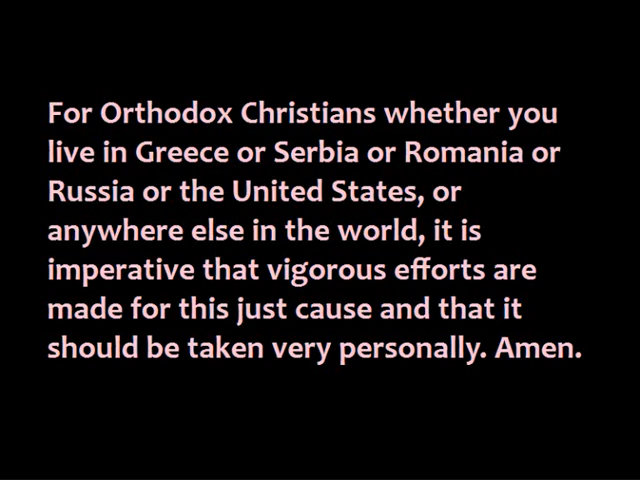 For Orthodox Christians whether you
live in Greece or Serbia or Romania or
Russia or the United States, or
anywhere else in the world, it is
imperative that vigorous efforts are
made for this just cause and that it
should be taken very personally. Amen.